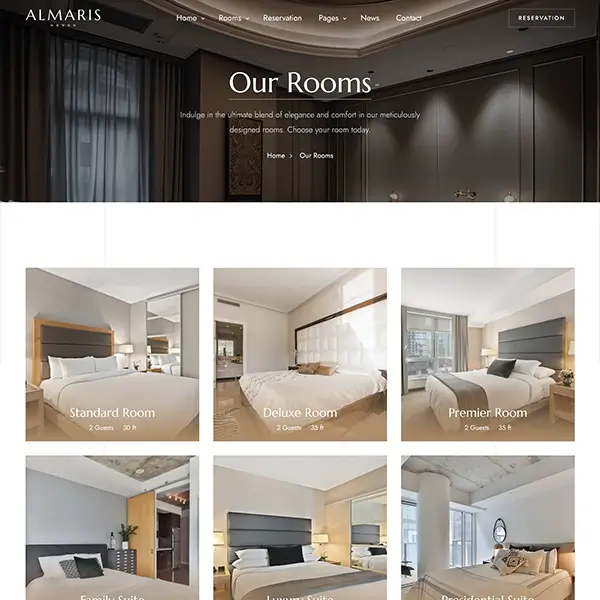 ALMARIS
Home Rooms Reservation Pages News Contact
RESERVATION
Our Rooms
Indulge in the ultimate blend of elegance and comfort in our meticulously
designed rooms. Choose your room today.
Home > Our Rooms
Standard Room
2 Guests 30 ft
Deluxe Room
2 Guests 35 ft
Premier Room
2 Guests 35 ft
Family Suite
Luxury Suite
Presidential Suite